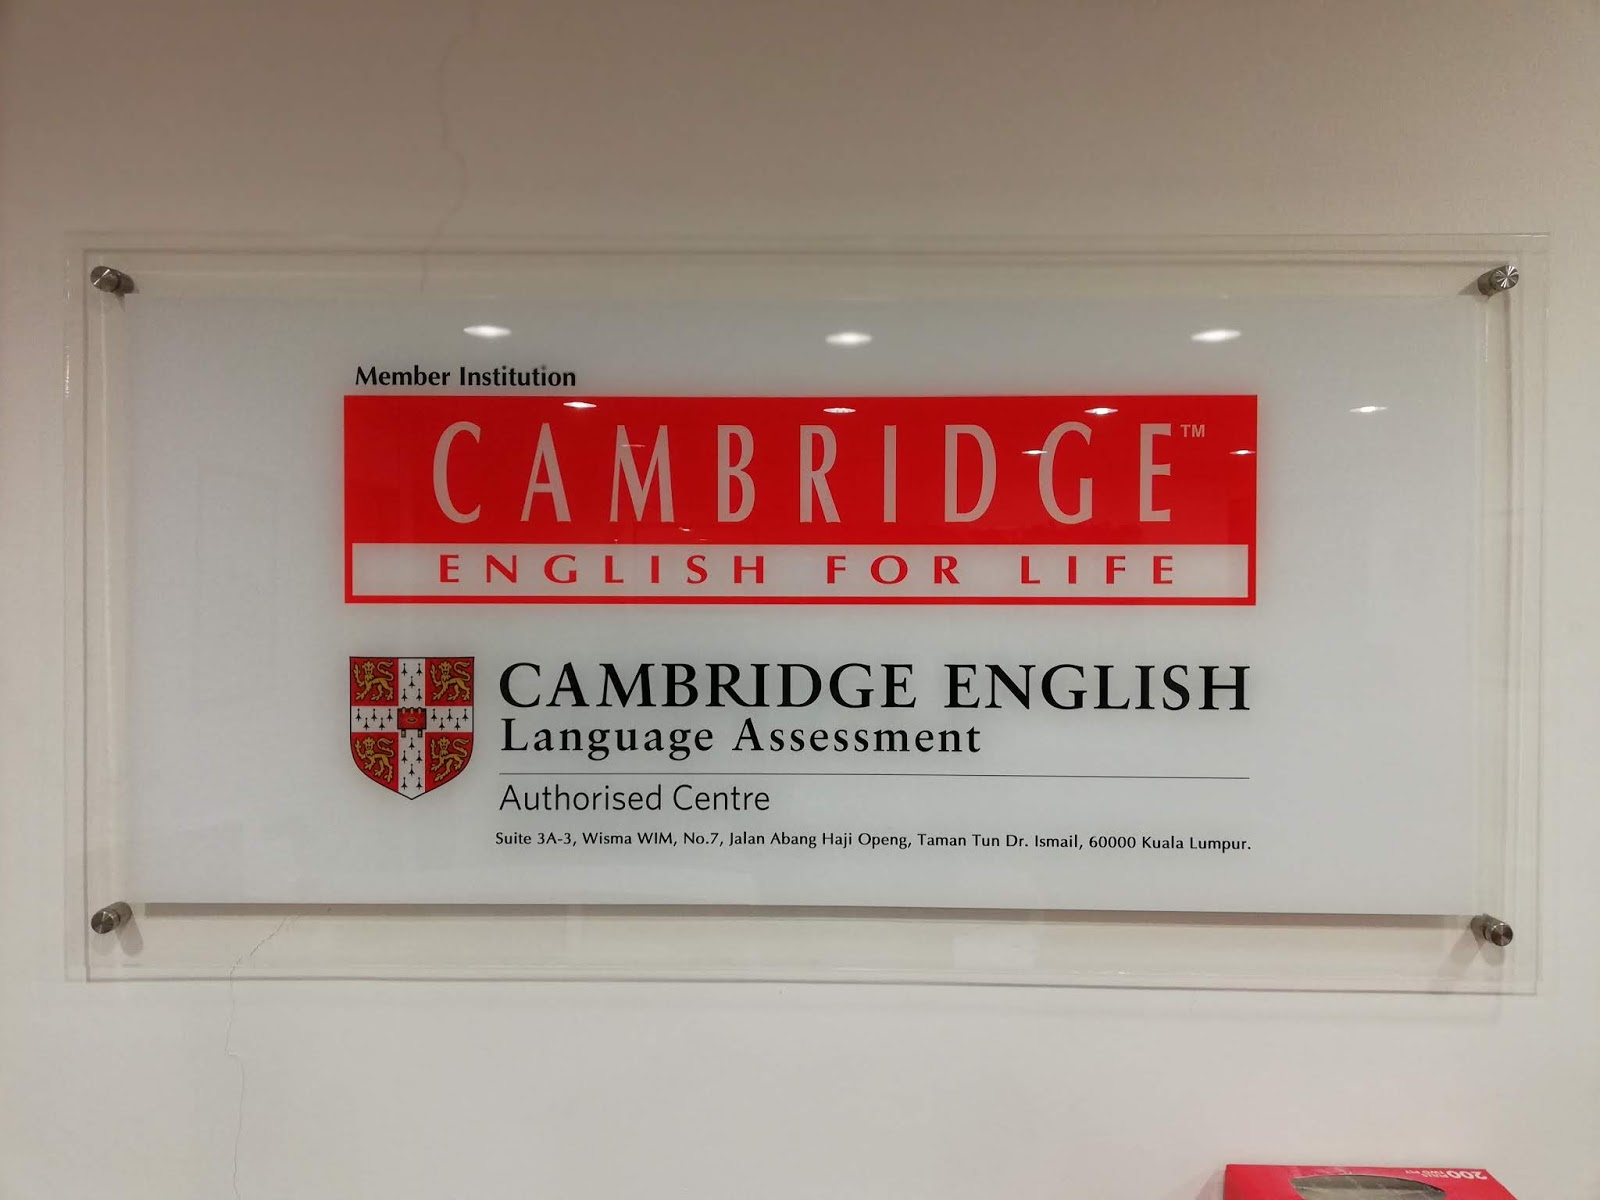 Member Institution
CAMBRIDGE™
ENGLISH FOR LIFE
CAMBRIDGE ENGLISH
Language Assessment
Authorised Centre
Suite 3A-3, Wisma WIM, No.7, Jalan Abang Haji Openg, Taman Tun Dr. Ismail, 60000 Kuala Lumpur.
200